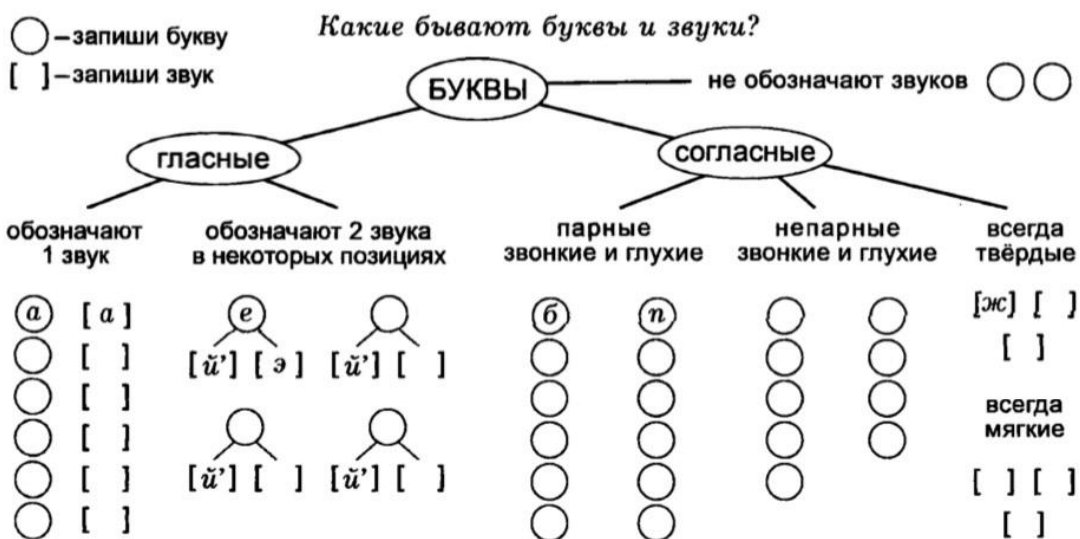 Какие бывают буквы и звуки?
–запиши букву
[ ]–запиши звук
БУКВЫ
не обозначают звуков
гласные
согласные
обозначают
1 звук
обозначают 2 звука
в некоторых позициях
парные
звонкие и глухие
непарные
звонкие и глухие
всегда
твёрдые
а [ а ]
[ ]
[ ]
[ ]
[ ]
[ ]
е
[й’] [ э ] [й’] [ ]
[й’] [ ] [й’] [ ]
б п
[ж] [ ]
[ ]
всегда
мягкие
[ ] [ ]
[ ]